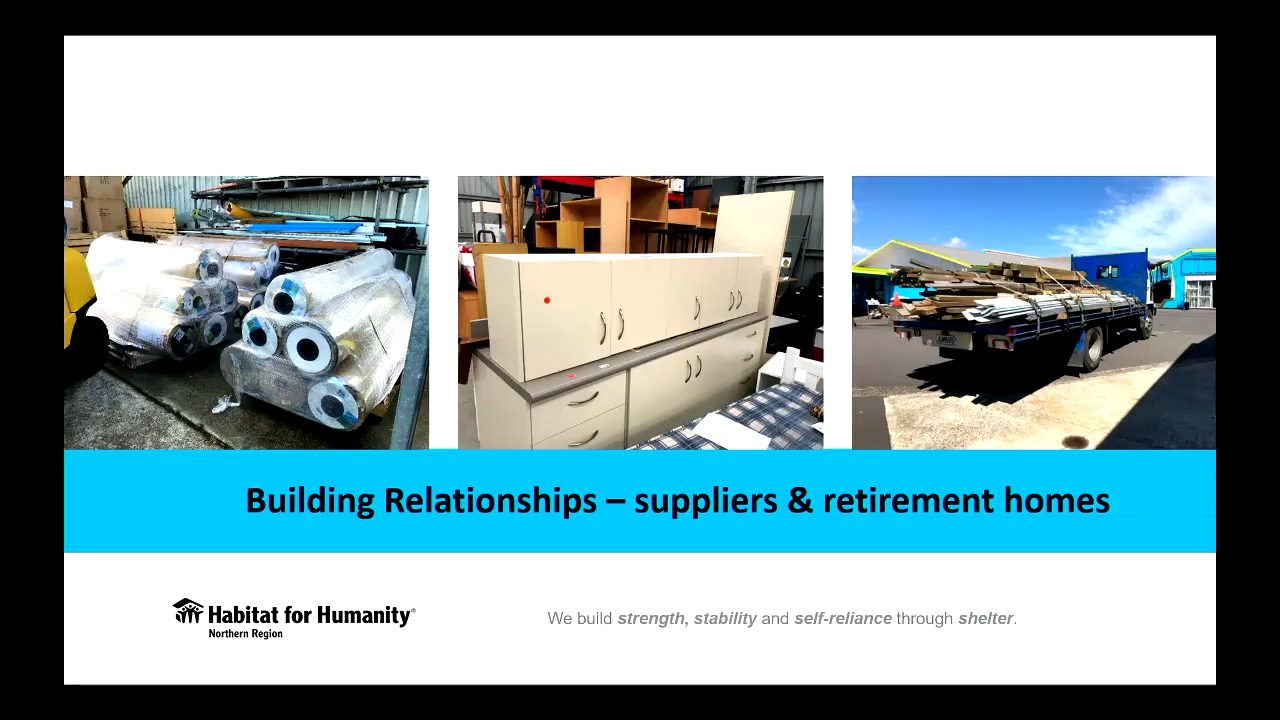 Building Relationships – suppliers & retirement homes
Habitat for Humanity®
Northern Region
We build strength, stability and self-reliance through shelter.